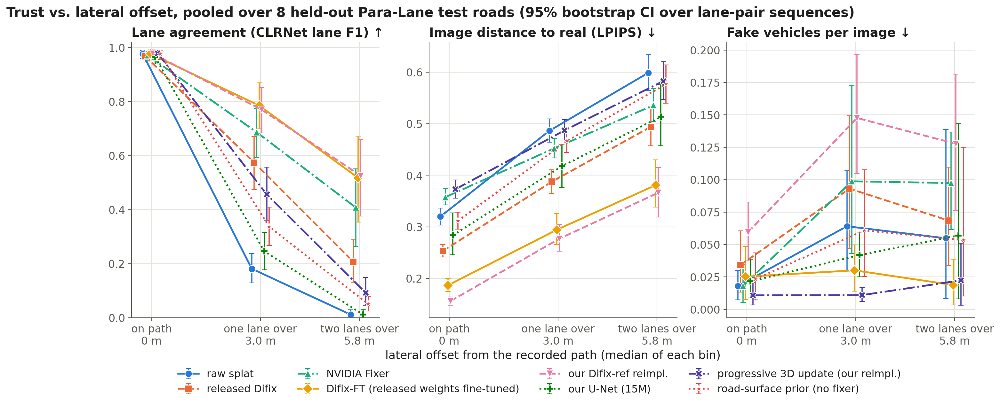 Trust vs. lateral offset, pooled over 8 held-out Para-Lane test roads (95% bootstrap CI over lane-pair sequences)
Lane agreement (CLRNet lane F1) ↑
1.0
0.8
0.6
0.4
0.2
0.0
on path
0 m
one lane over
3.0 m
two lanes over
5.8 m
Image distance to real (LPIPS) ↓
0.6
0.5
0.4
0.3
0.2
on path
0 m
one lane over
3.0 m
two lanes over
5.8 m
Fake vehicles per image ↓
0.200
0.175
0.150
0.125
0.100
0.075
0.050
0.025
0.000
on path
0 m
one lane over
3.0 m
two lanes over
5.8 m
lateral offset from the recorded path (median of each bin)
raw splat
released Difix
NVIDIA Fixer
Difix-FT (released weights fine-tuned)
our Difix-ref reimpl.
our U-Net (15M)
progressive 3D update (our reimpl.)
road-surface prior (no fixer)